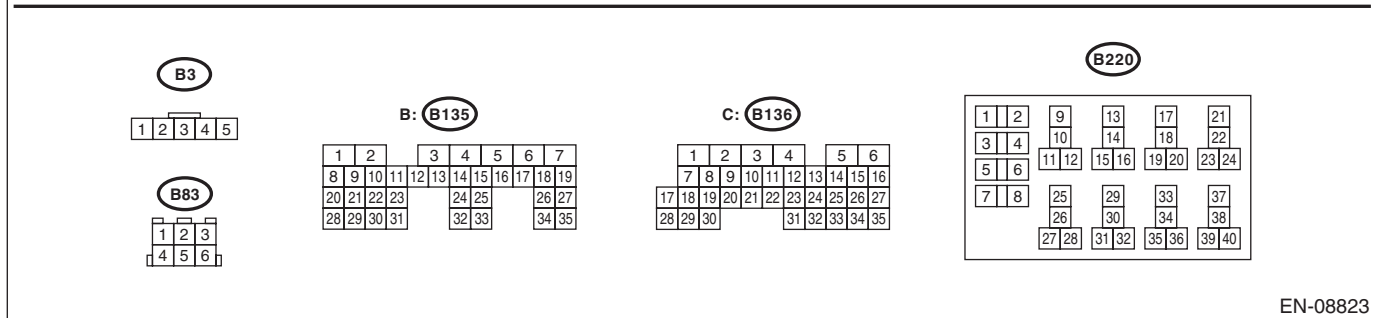 B3
1 2 3 4 5
B83
1 2 3
4 5 6
B: B135
1 2 3 4 5 6 7
8 9 10 11 12 13 14 15 16 17 18 19
20 21 22 23 24 25 26 27
28 29 30 31 32 33 34 35
C: B136
1 2 3 4 5 6
7 8 9 10 11 12 13 14 15 16
17 18 19 20 21 22 23 24 25 26 27
28 29 30 31 32 33 34 35
B220
1 2 9 13 17 21
3 4 10 14 18 22
5 6 11 12 15 16 19 20 23 24
7 8 25 29 33 37
26 30 34 38
27 28 31 32 35 36 39 40
EN-08823